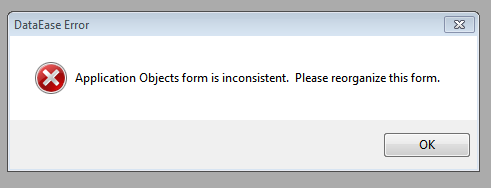 DataEase Error
Application Objects form is inconsistent.  Please reorganize this form.
OK